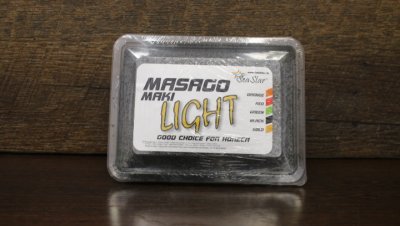 Sea Star
MASAGO
MAKI
LIGHT
GOOD CHOICE FOR HORECA
ORANGE
RED
GREEN
BLACK
GOLD